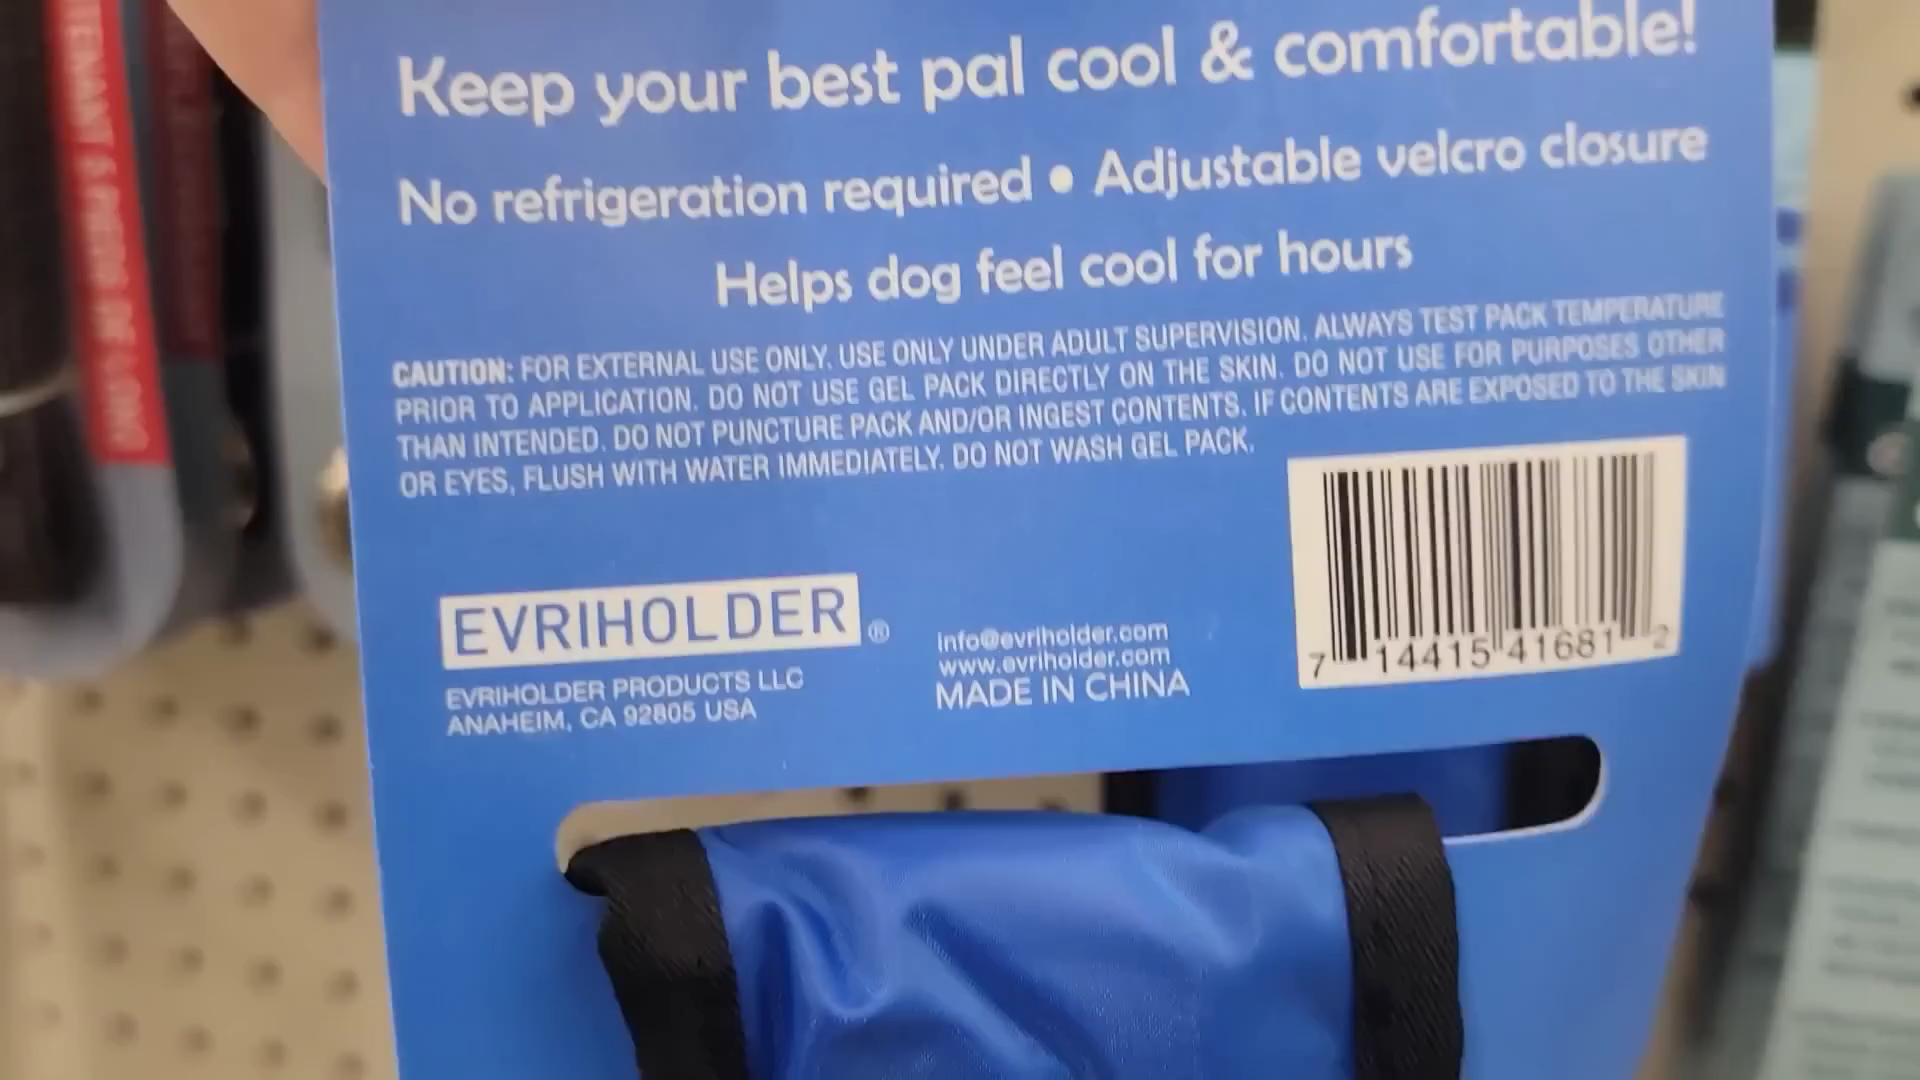 Keep your best pal cool & comfortable!
No refrigeration required • Adjustable velcro closure
Helps dog feel cool for hours
CAUTION: FOR EXTERNAL USE ONLY. USE ONLY UNDER ADULT SUPERVISION. ALWAYS TEST PACK TEMPERATURE
PRIOR TO APPLICATION. DO NOT USE GEL PACK DIRECTLY ON THE SKIN. DO NOT USE FOR PURPOSES OTHER
THAN INTENDED. DO NOT PUNCTURE PACK AND/OR INGEST CONTENTS. IF CONTENTS ARE EXPOSED TO THE SKIN
OR EYES, FLUSH WITH WATER IMMEDIATELY. DO NOT WASH GEL PACK.
EVRIHOLDER®
EVRIHOLDER PRODUCTS LLC
ANAHEIM, CA 92805 USA
info@evriholder.com
www.evriholder.com
MADE IN CHINA
7 14415 41681 2